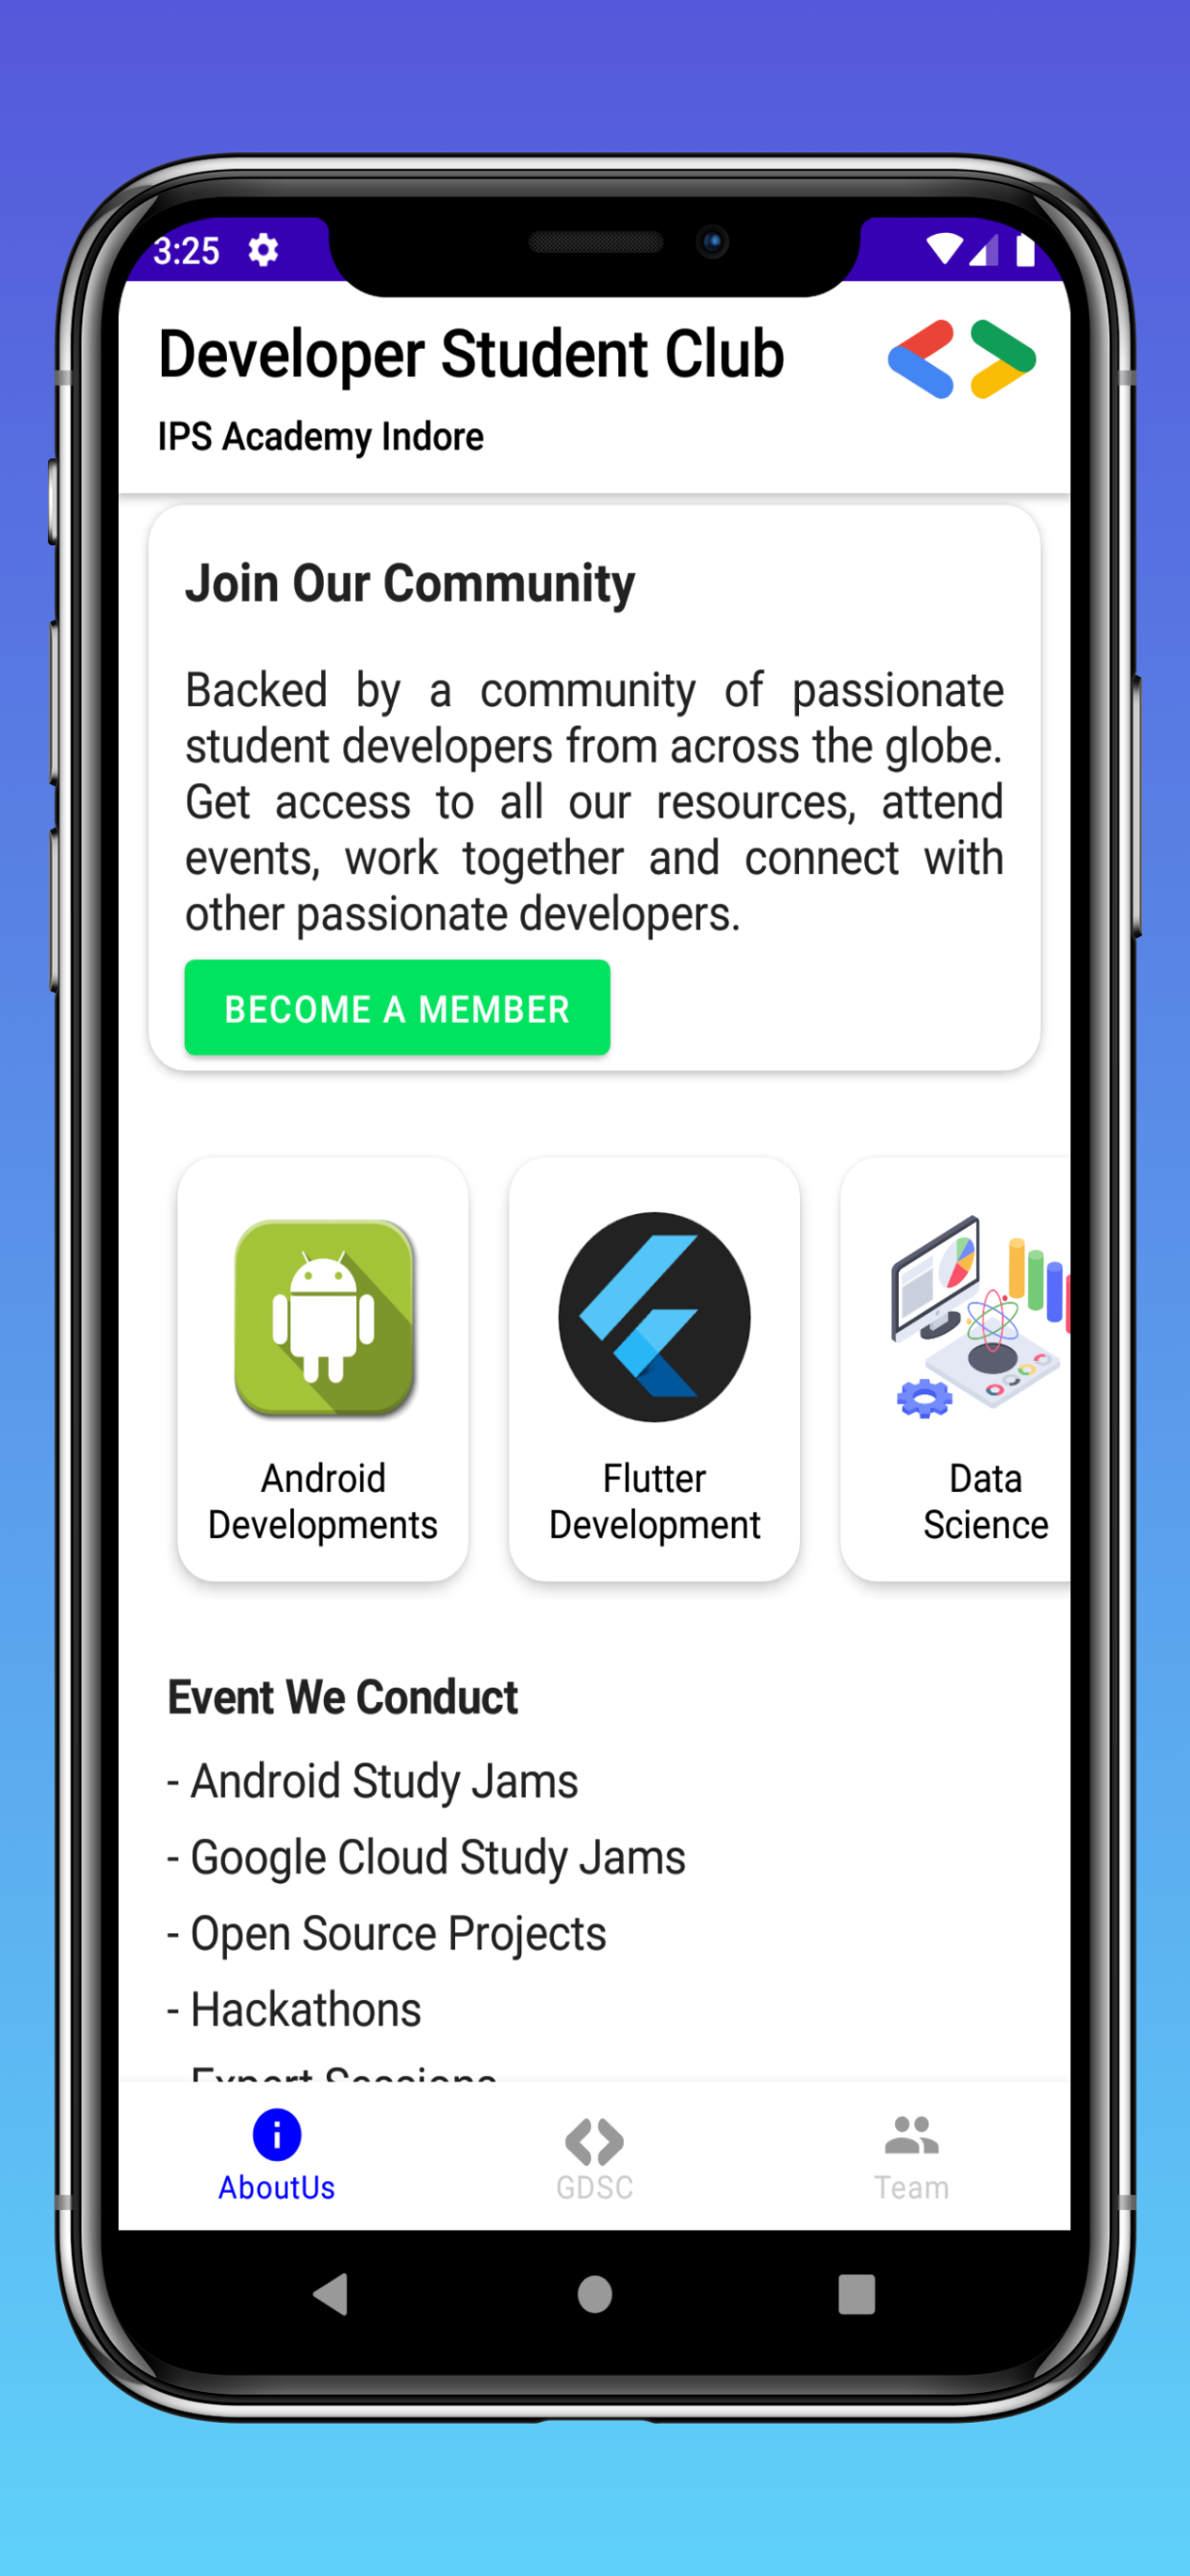 3:25
Developer Student Club
IPS Academy Indore
Join Our Community
Backed by a community of passionate
student developers from across the globe.
Get access to all our resources, attend
events, work together and connect with
other passionate developers.
BECOME A MEMBER
Android
Developments
Flutter
Development
Data
Science
Event We Conduct
- Android Study Jams
- Google Cloud Study Jams
- Open Source Projects
- Hackathons
Expert Sessions
AboutUs
GDSC
Team